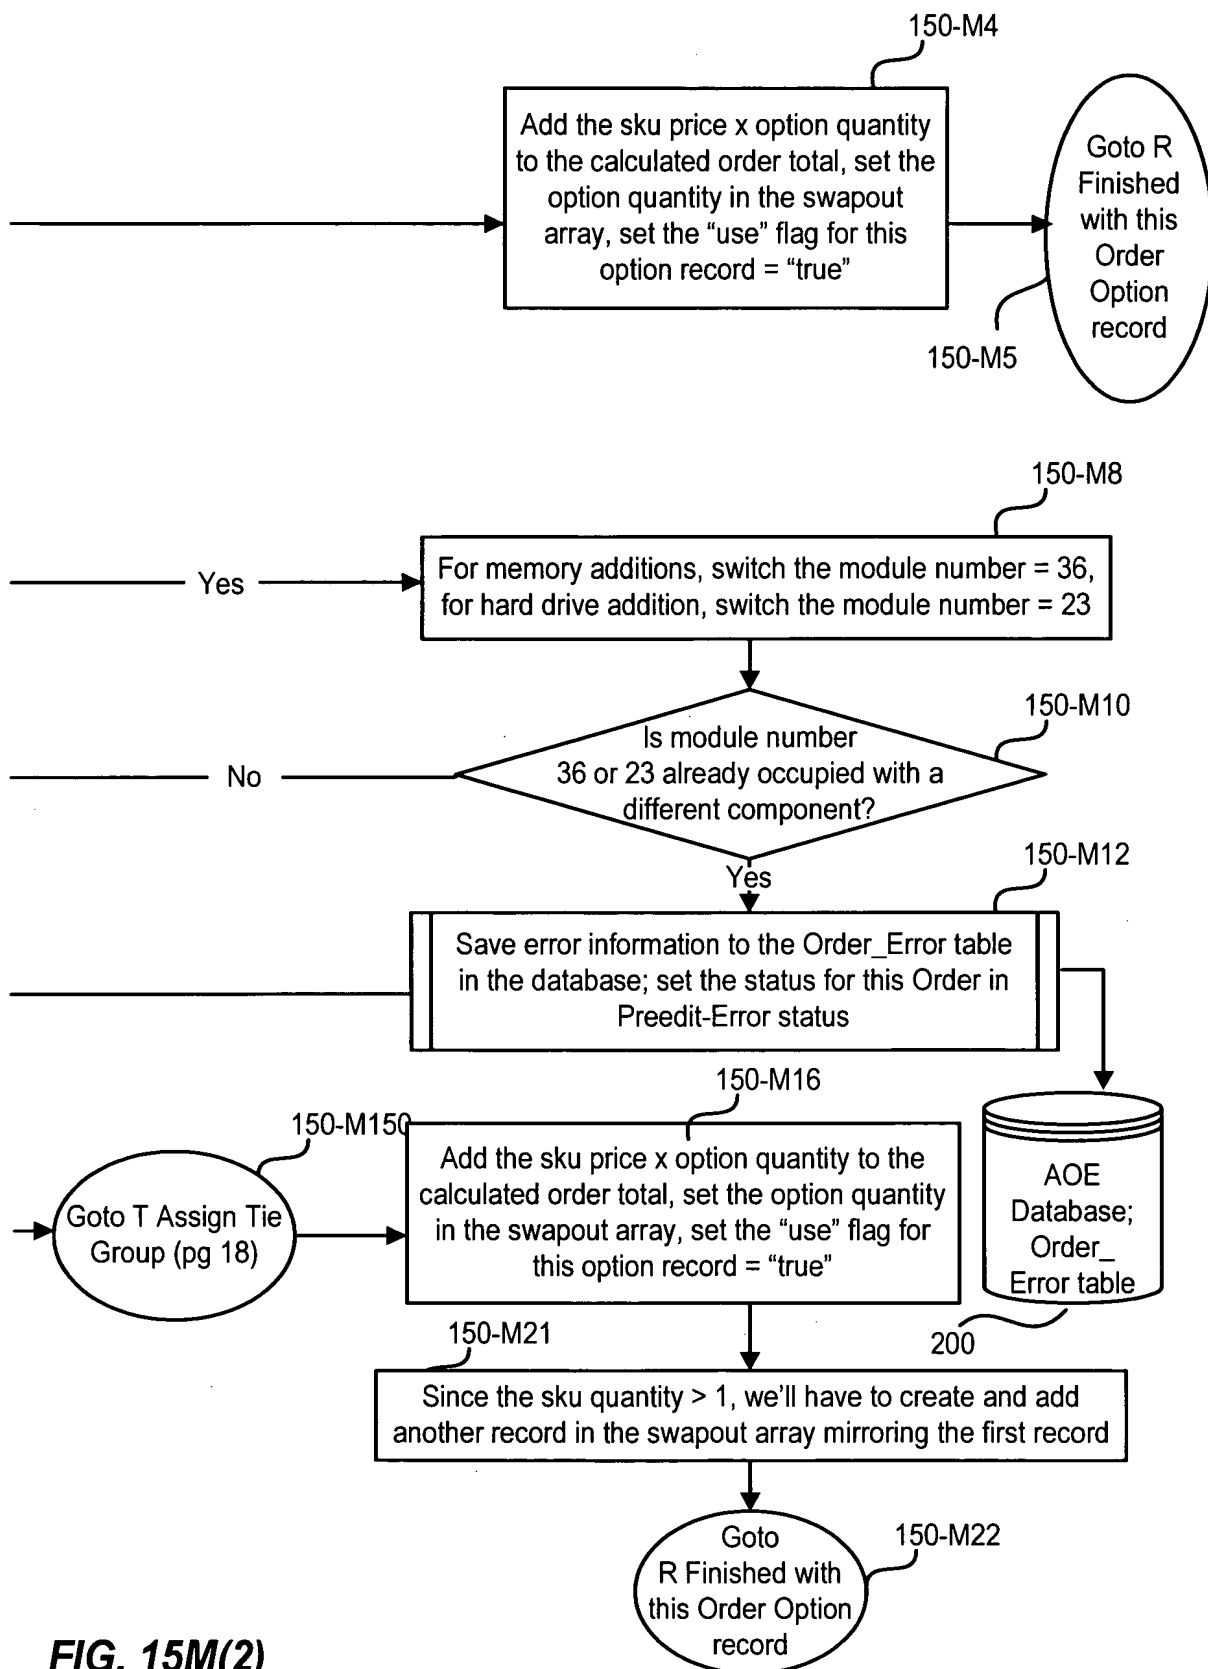 150-M4
Add the sku price x option quantity
to the calculated order total, set the
option quantity in the swapout
array, set the “use” flag for this
option record = “true”
Goto R
Finished
with this
Order
Option
record
150-M5
150-M8
Yes
For memory additions, switch the module number = 36,
for hard drive addition, switch the module number = 23
150-M10
No
Is module number
36 or 23 already occupied with a
different component?
150-M12
Yes
Save error information to the Order_Error table
in the database; set the status for this Order in
Preedit-Error status
150-M16
150-M150
Goto T Assign Tie
Group (pg 18)
Add the sku price x option quantity to the
calculated order total, set the option quantity
in the swapout array, set the “use” flag for
this option record = “true”
AOE
Database;
Order_
Error table
200
150-M21
Since the sku quantity > 1, we’ll have to create and add
another record in the swapout array mirroring the first record
150-M22
Goto
R Finished with
this Order Option
record
FIG. 15M(2)